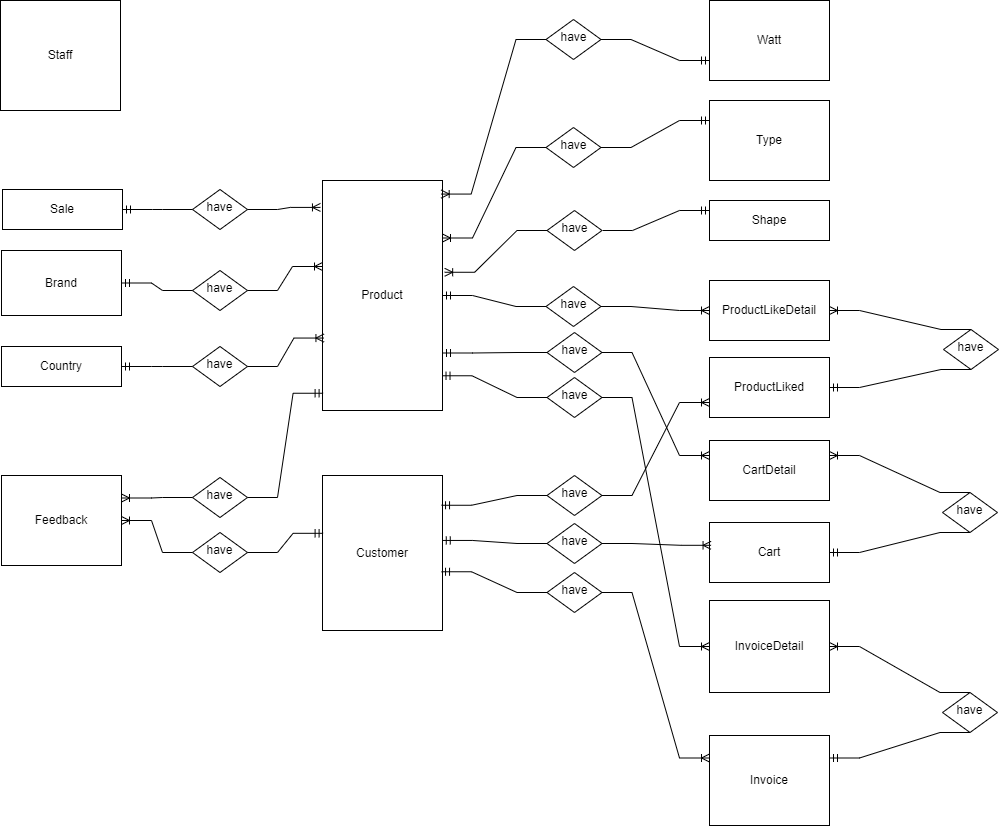 Staff
have
Watt
have
Type
Sale
have
have
Shape
Brand
have
Product
have
ProductLikeDetail
have
Country
have
have
ProductLiked
have
CartDetail
have
have
Feedback
have
have
Customer
have
Cart
have
InvoiceDetail
have
Invoice